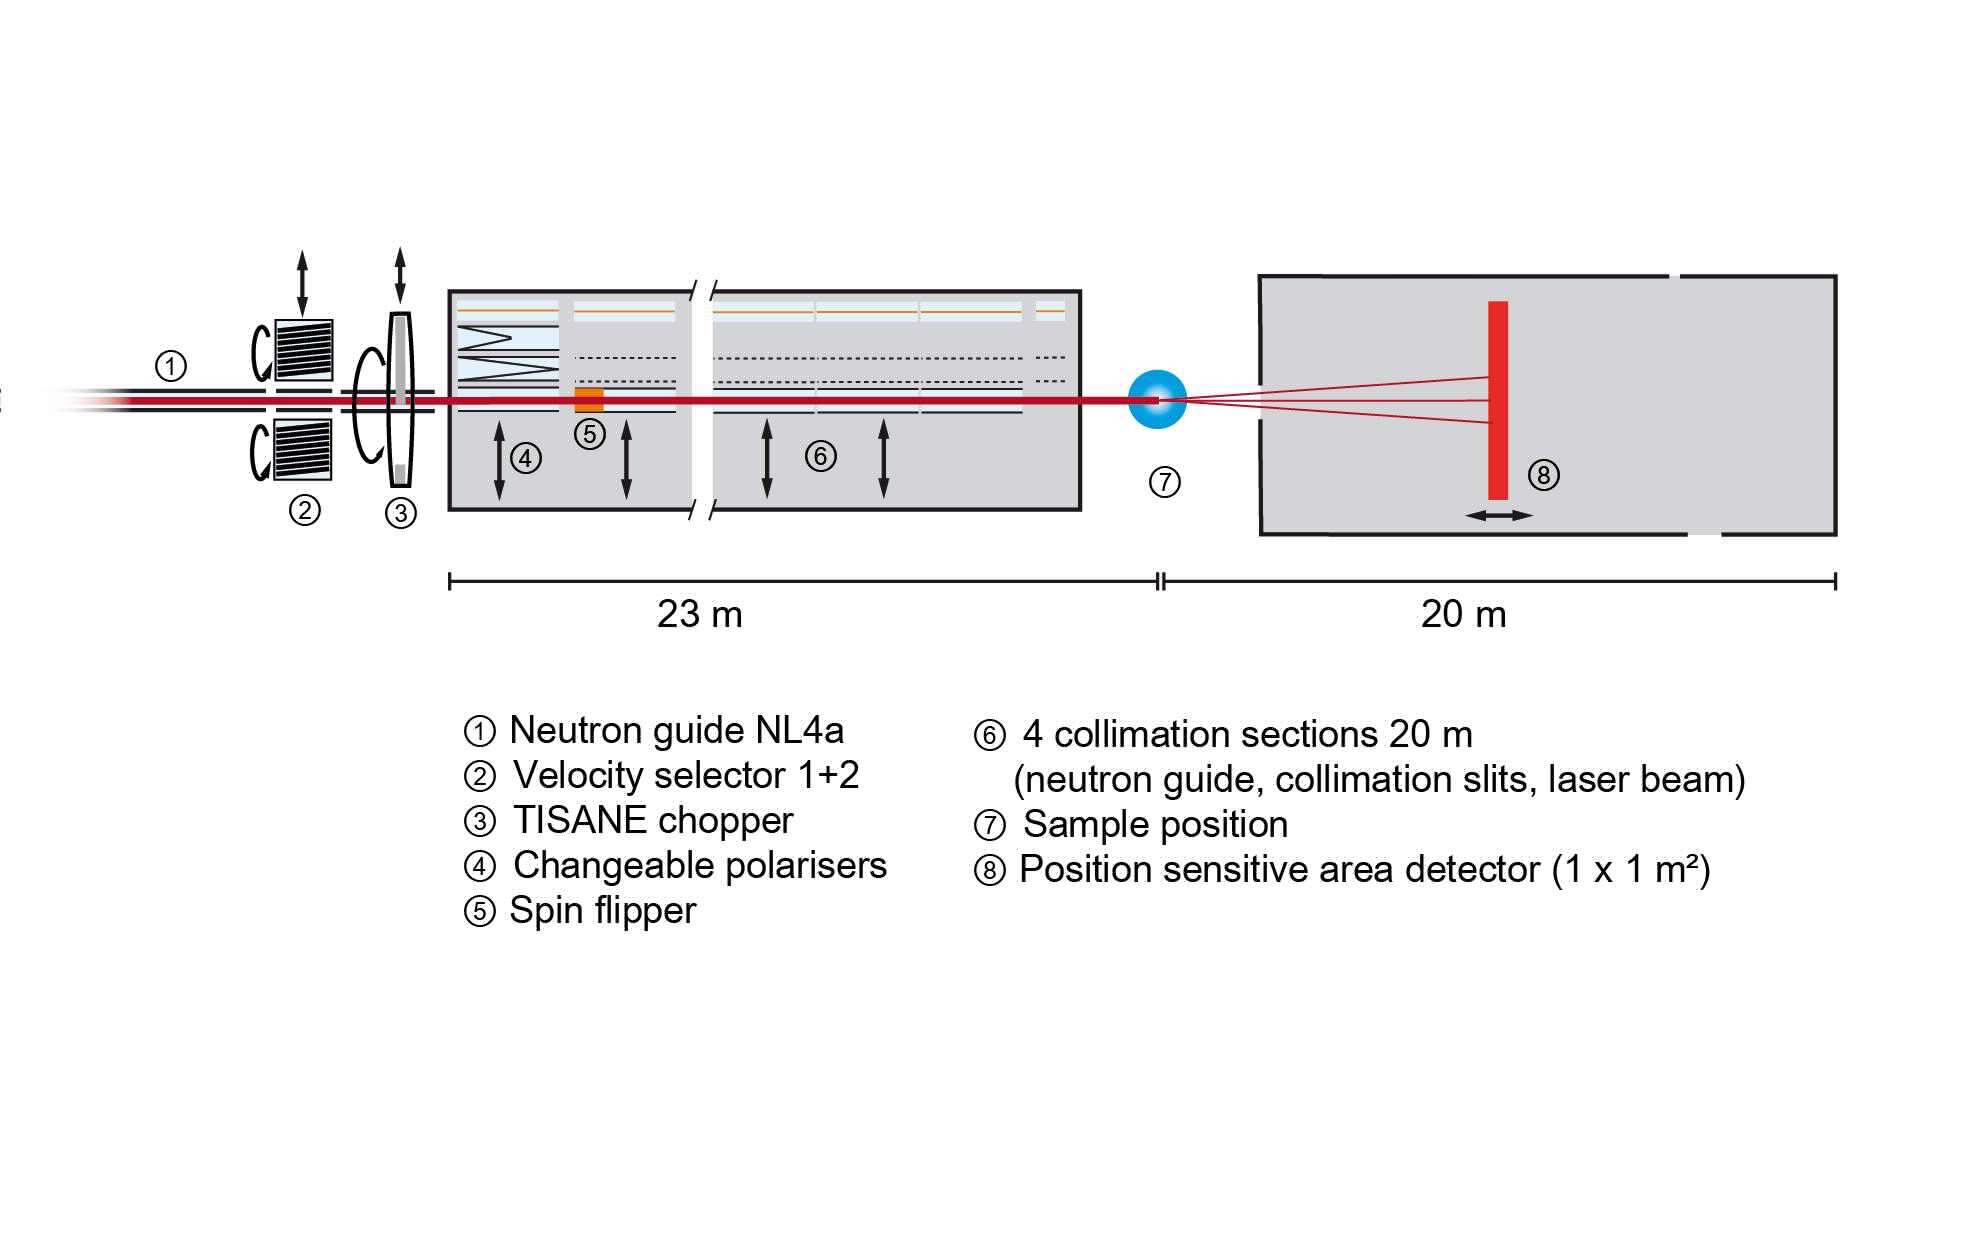 ①
②
③
④
⑤
⑥
⑦
⑧
23 m
20 m
① Neutron guide NL4a
② Velocity selector 1+2
③ TISANE chopper
④ Changeable polarisers
⑤ Spin flipper
⑥ 4 collimation sections 20 m
(neutron guide, collimation slits, laser beam)
⑦ Sample position
⑧ Position sensitive area detector (1 x 1 m²)